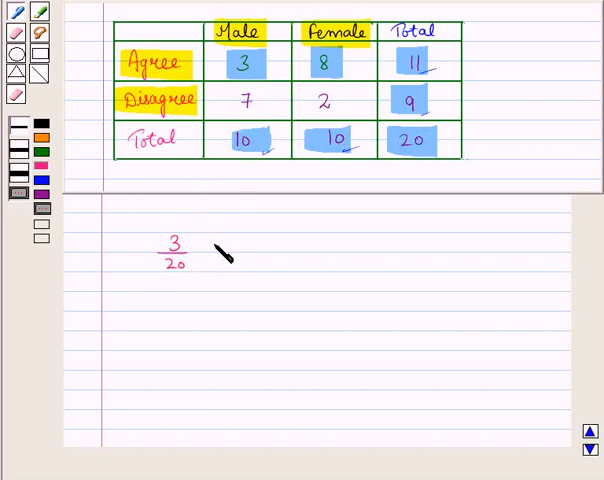 Male Female Total
Agree 3 8 11
Disagree 7 2 9
Total 10 10 20
3
20